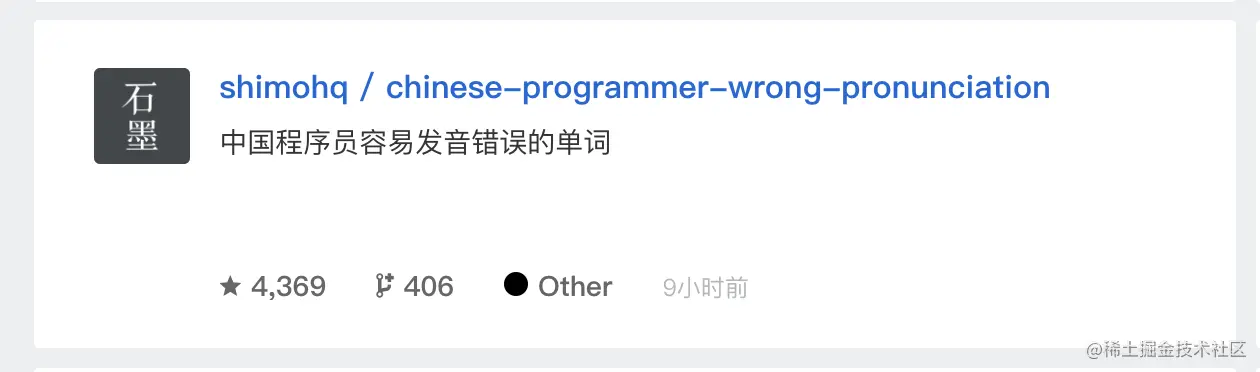 石墨
shimohq / chinese-programmer-wrong-pronunciation
中国程序员容易发音错误的单词
4,369 406 Other 9小时前
@稀土掘金技术社区